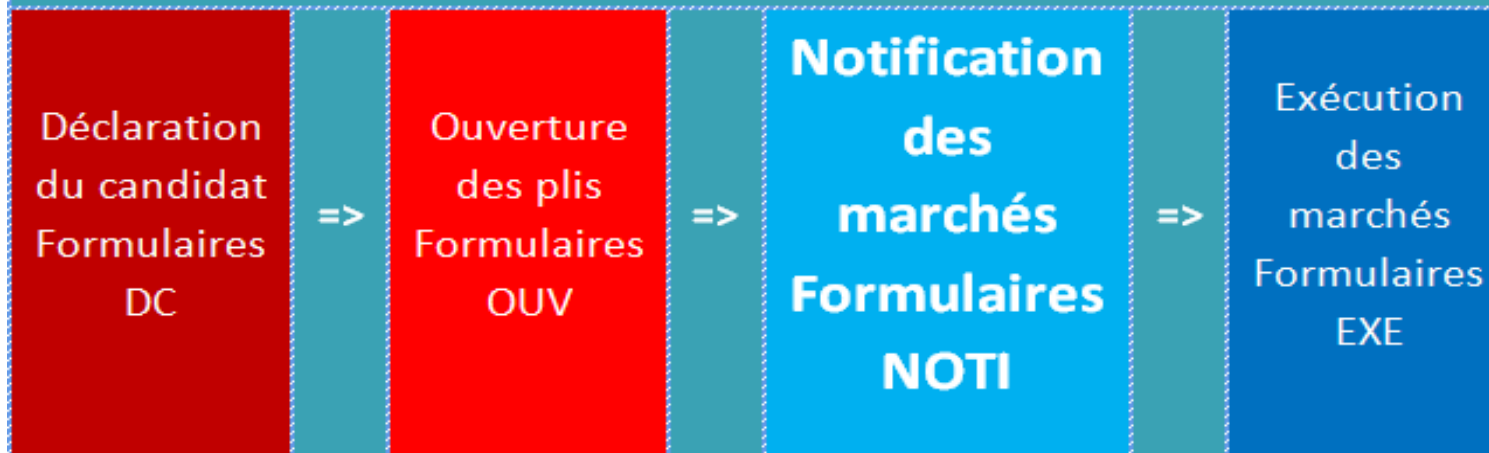 Déclaration
du candidat
Formulaires
DC
=>
Ouverture
des plis
Formulaires
OUV
=>
Notification
des
marchés
Formulaires
NOTI
=>
Exécution
des
marchés
Formulaires
EXE